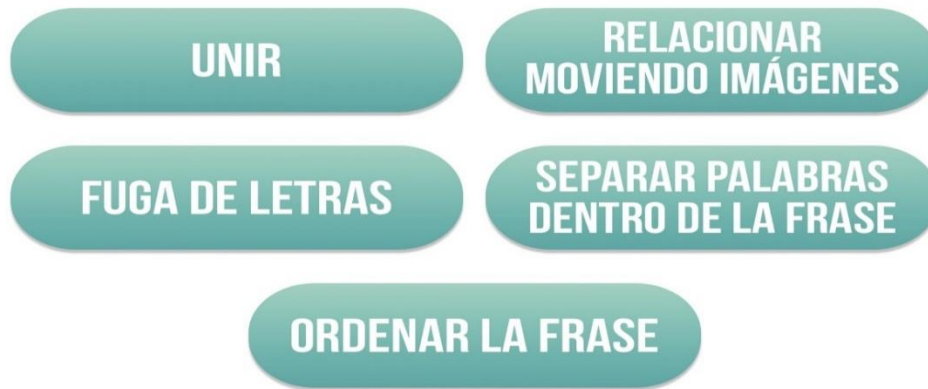 UNIR
RELACIONAR
MOVIENDO IMÁGENES
FUGA DE LETRAS
SEPARAR PALABRAS
DENTRO DE LA FRASE
ORDENAR LA FRASE